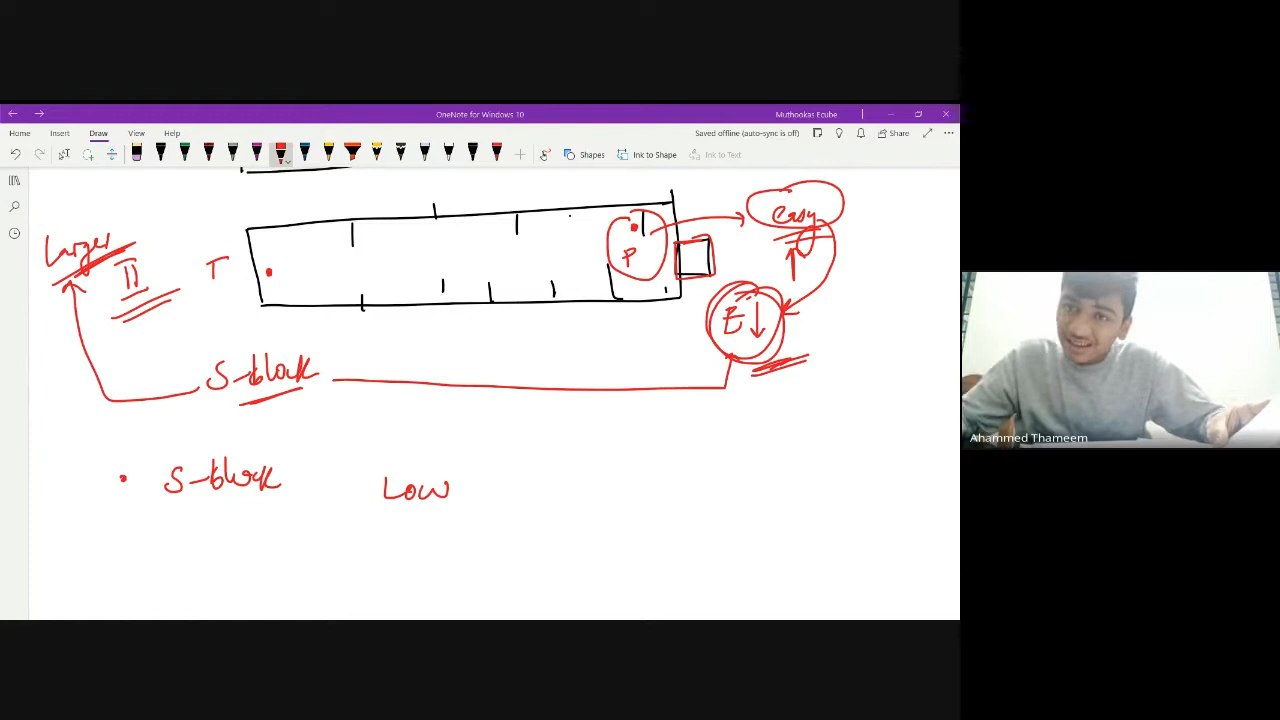 OneNote for Windows 10
Muthookas Ecube
Home Insert Draw View Help
Saved offline (auto-sync is off)
Share
Shapes
Ink to Shape
Ink to Text
Larger
II
T
P
easy
E↓
S-block
S-block Low
Ahammed Thameem